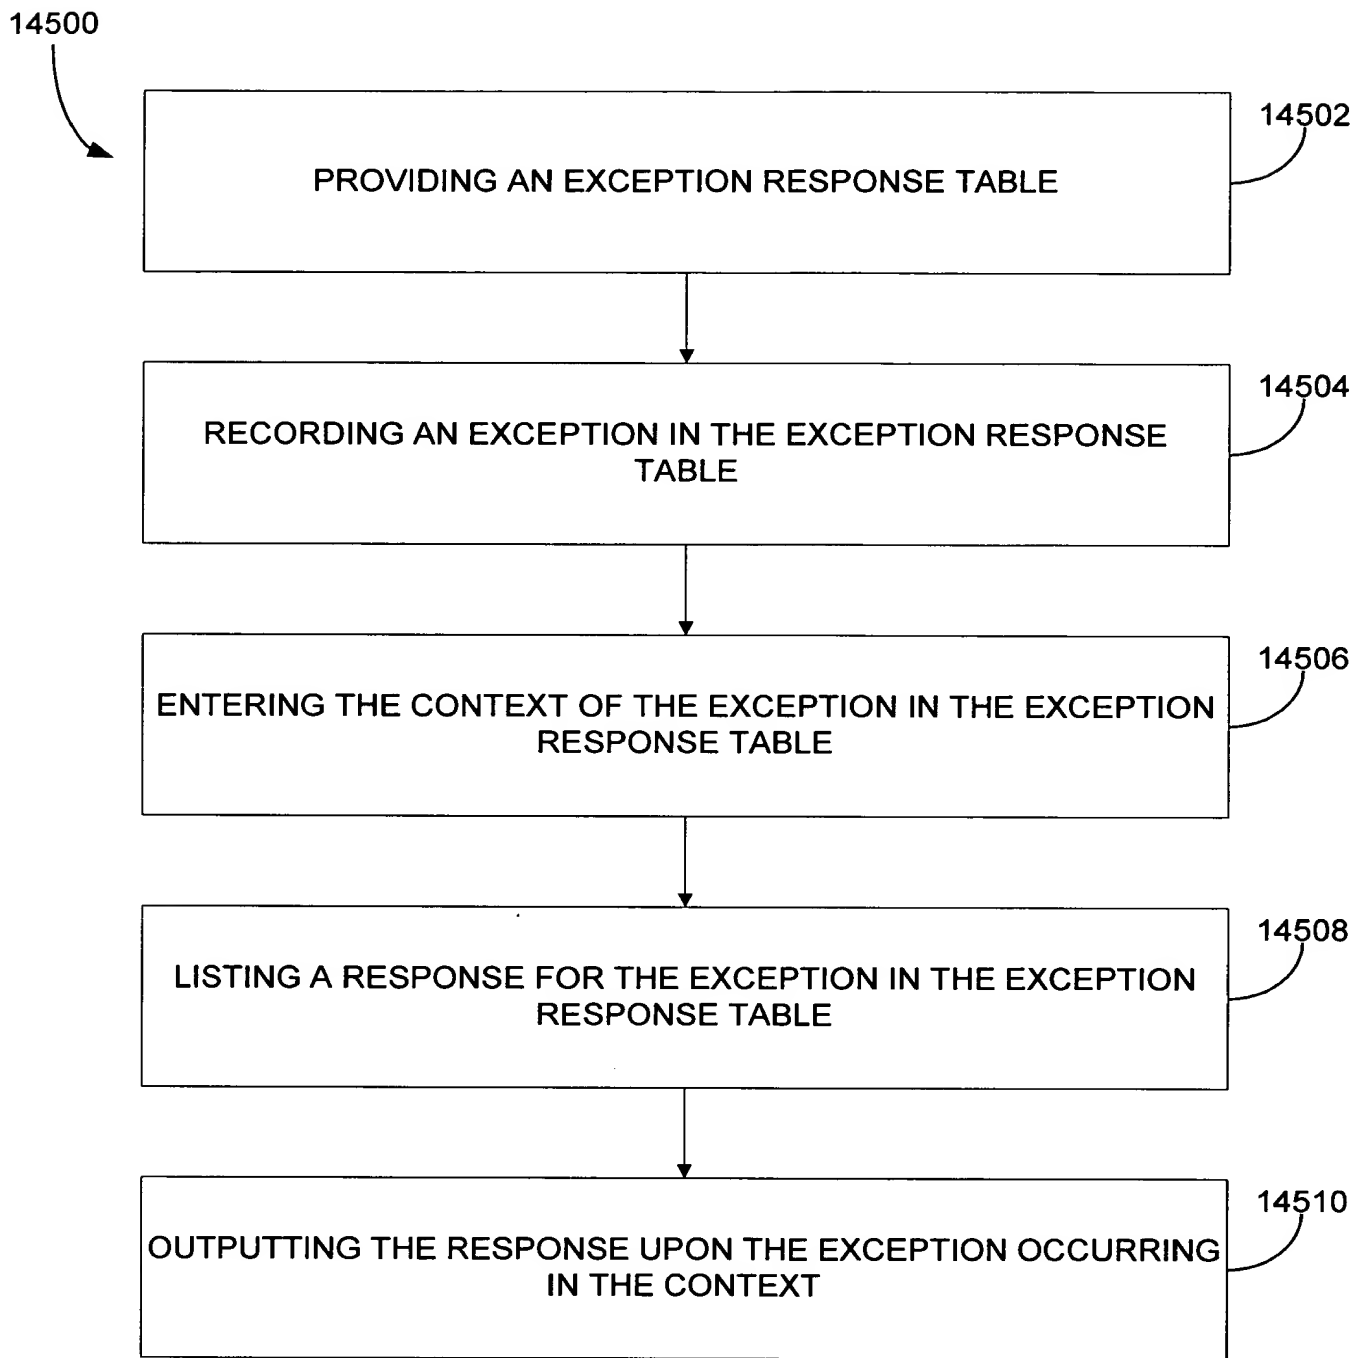 14500
14502
PROVIDING AN EXCEPTION RESPONSE TABLE
14504
RECORDING AN EXCEPTION IN THE EXCEPTION RESPONSE
TABLE
14506
ENTERING THE CONTEXT OF THE EXCEPTION IN THE EXCEPTION
RESPONSE TABLE
14508
LISTING A RESPONSE FOR THE EXCEPTION IN THE EXCEPTION
RESPONSE TABLE
14510
OUTPUTTING THE RESPONSE UPON THE EXCEPTION OCCURRING
IN THE CONTEXT